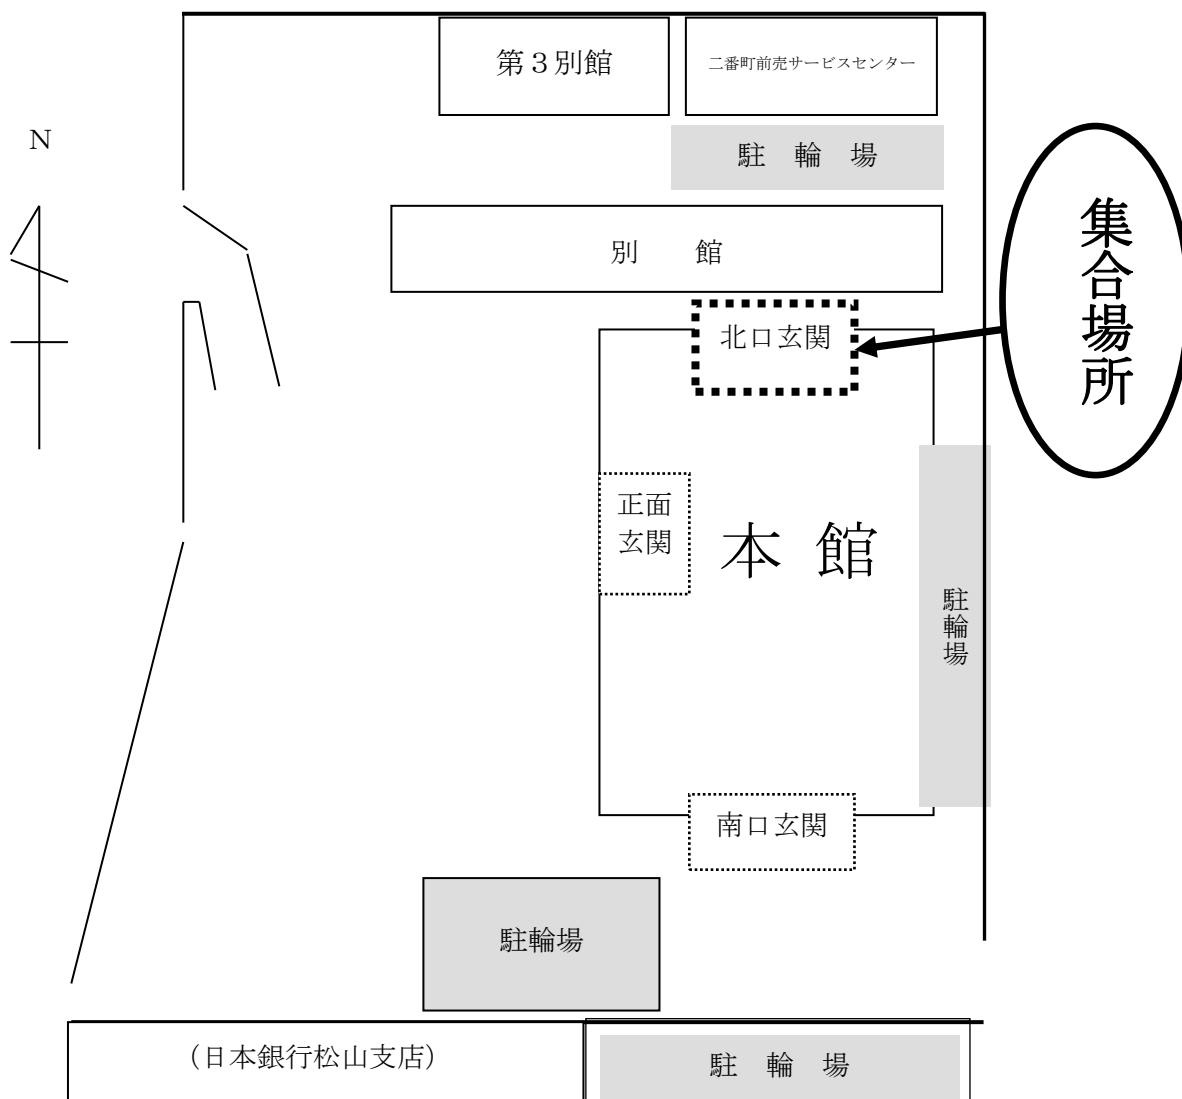 第３別館
二番町前売サービスセンター
N
駐　輪　場
別　　館
集合場所
北口玄関
正面
玄関
本 館
駐輪場
南口玄関
駐輪場
（日本銀行松山支店）
駐　輪　場